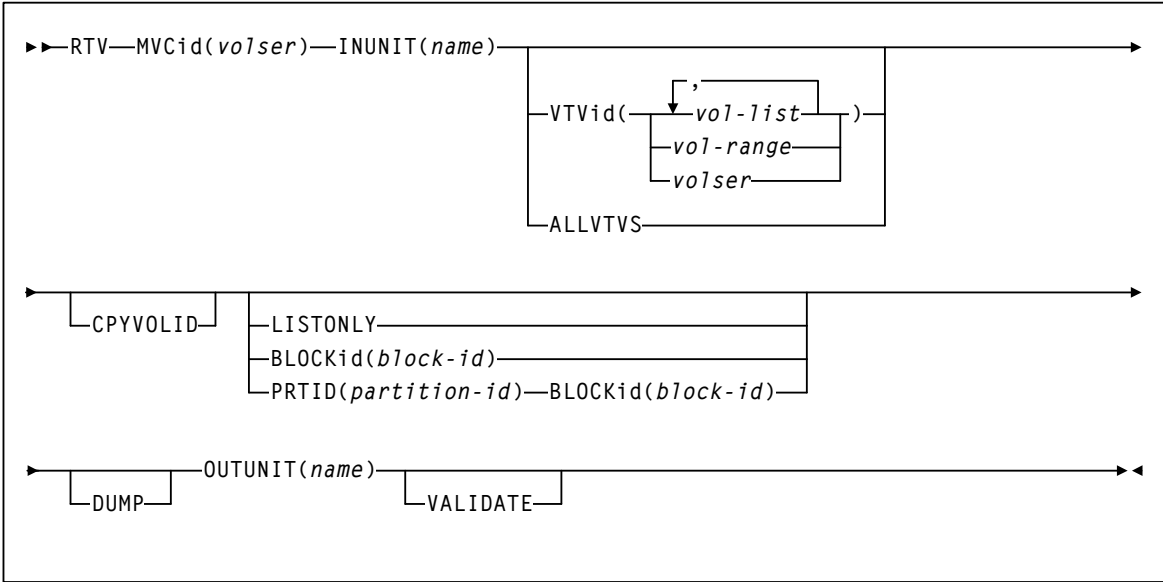 RTV MVCid(volser) INUNIT(name)
,
VTVid( vol-list )
vol-range
volser
ALLVTVS
CPYVOLID LISTONLY
BLOCKid(block-id)
PRTID(partition-id) BLOCKid(block-id)
OUTUNIT(name)
DUMP VALIDATE